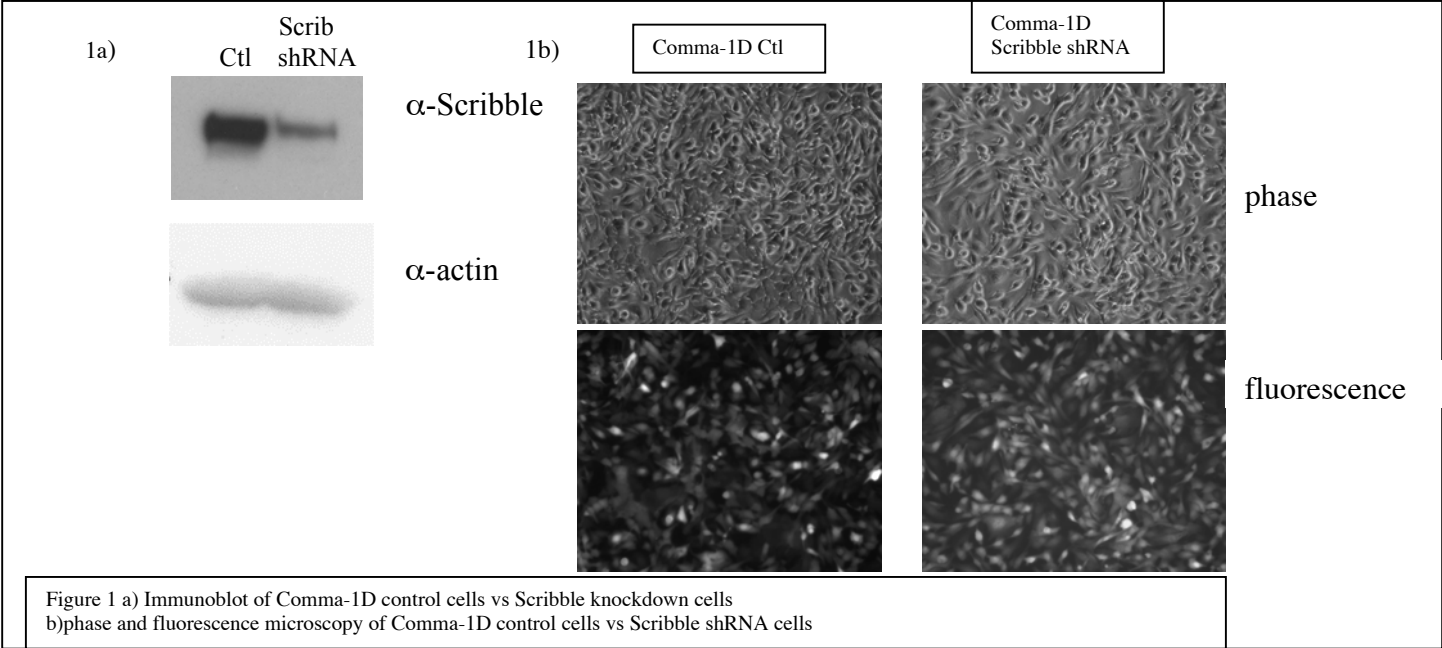 1a)
Ctl
Scrib
shRNA
α-Scribble
α-actin
1b)
Comma-1D Ctl
Comma-1D
Scribble shRNA
phase
fluorescence
Figure 1 a) Immunoblot of Comma-1D control cells vs Scribble knockdown cells
b)phase and fluorescence microscopy of Comma-1D control cells vs Scribble shRNA cells